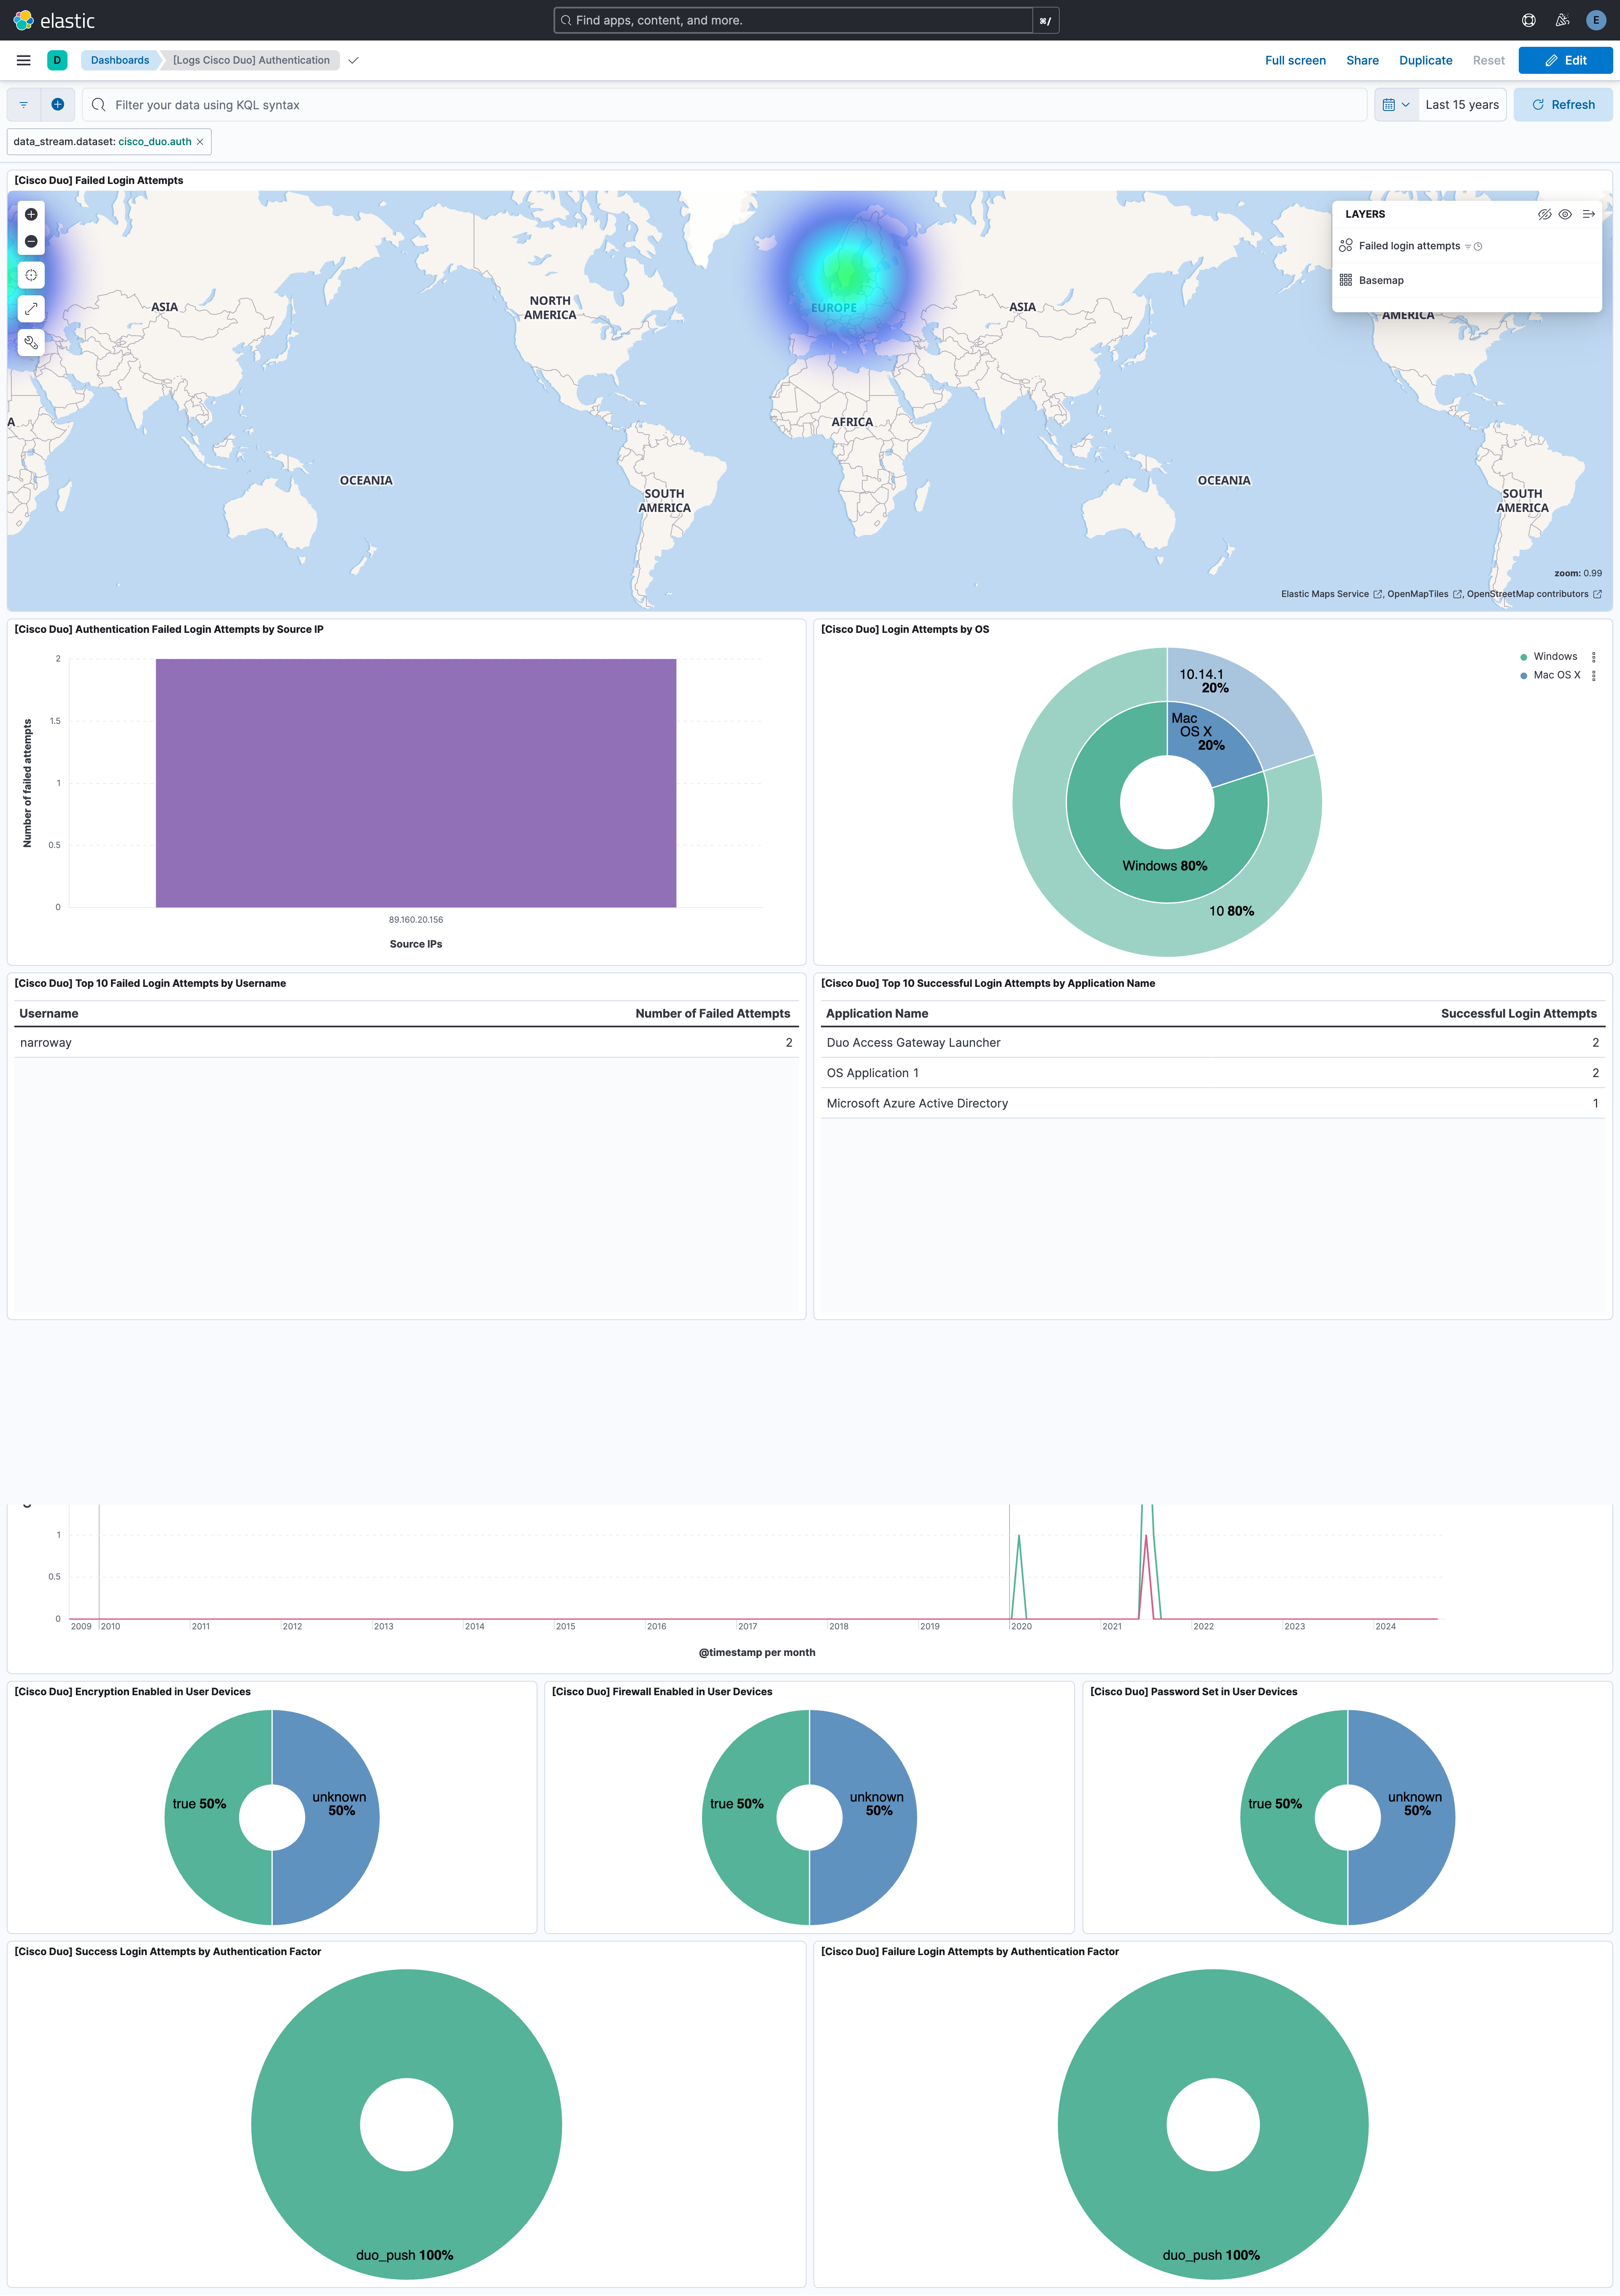 elastic
Find apps, content, and more.
⌘/
E
D
Dashboards
[Logs Cisco Duo] Authentication
Full screen
Share
Duplicate
Reset
Edit
Filter your data using KQL syntax
Last 15 years
Refresh
data_stream.dataset: cisco_duo.auth
[Cisco Duo] Failed Login Attempts
LAYERS
Failed login attempts
Basemap
ASIA
NORTH
AMERICA
EUROPE
ASIA
AMERICA
A
AFRICA
OCEANIA
SOUTH
AMERICA
OCEANIA
SOUTH
AMERICA
zoom: 0.99
Elastic Maps Service , OpenMapTiles , OpenStreetMap contributors
[Cisco Duo] Authentication Failed Login Attempts by Source IP
2
1.5
1
0.5
0
Number of failed attempts
89.160.20.156
Source IPs
[Cisco Duo] Login Attempts by OS
Windows
Mac OS X
10.14.1
20%
Mac
OS X
20%
Windows 80%
10 80%
[Cisco Duo] Top 10 Failed Login Attempts by Username
Username Number of Failed Attempts
narroway 2
[Cisco Duo] Top 10 Successful Login Attempts by Application Name
Application Name Successful Login Attempts
Duo Access Gateway Launcher 2
OS Application 1 2
Microsoft Azure Active Directory 1
1
0.5
0
2009 2010 2011 2012 2013 2014 2015 2016 2017 2018 2019 2020 2021 2022 2023 2024
@timestamp per month
[Cisco Duo] Encryption Enabled in User Devices
true 50%
unknown
50%
[Cisco Duo] Firewall Enabled in User Devices
true 50%
unknown
50%
[Cisco Duo] Password Set in User Devices
true 50%
unknown
50%
[Cisco Duo] Success Login Attempts by Authentication Factor
duo_push 100%
[Cisco Duo] Failure Login Attempts by Authentication Factor
duo_push 100%